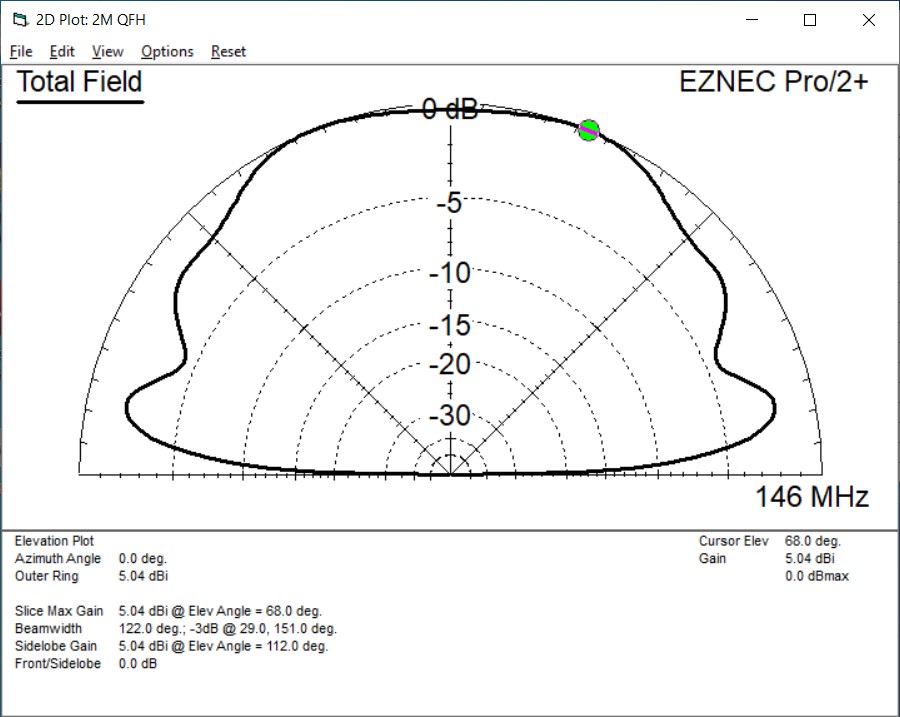 2D Plot: 2M QFH
File Edit View Options Reset
Total Field
EZNEC Pro/2+
0 dB
-5
-10
-15
-20
-30
146 MHz
Elevation Plot
Azimuth Angle 0.0 deg.
Outer Ring 5.04 dBi
Cursor Elev 68.0 deg.
Gain 5.04 dBi
0.0 dBmax
Slice Max Gain 5.04 dBi @ Elev Angle = 68.0 deg.
Beamwidth 122.0 deg.; -3dB @ 29.0, 151.0 deg.
Sidelobe Gain 5.04 dBi @ Elev Angle = 112.0 deg.
Front/Sidelobe 0.0 dB